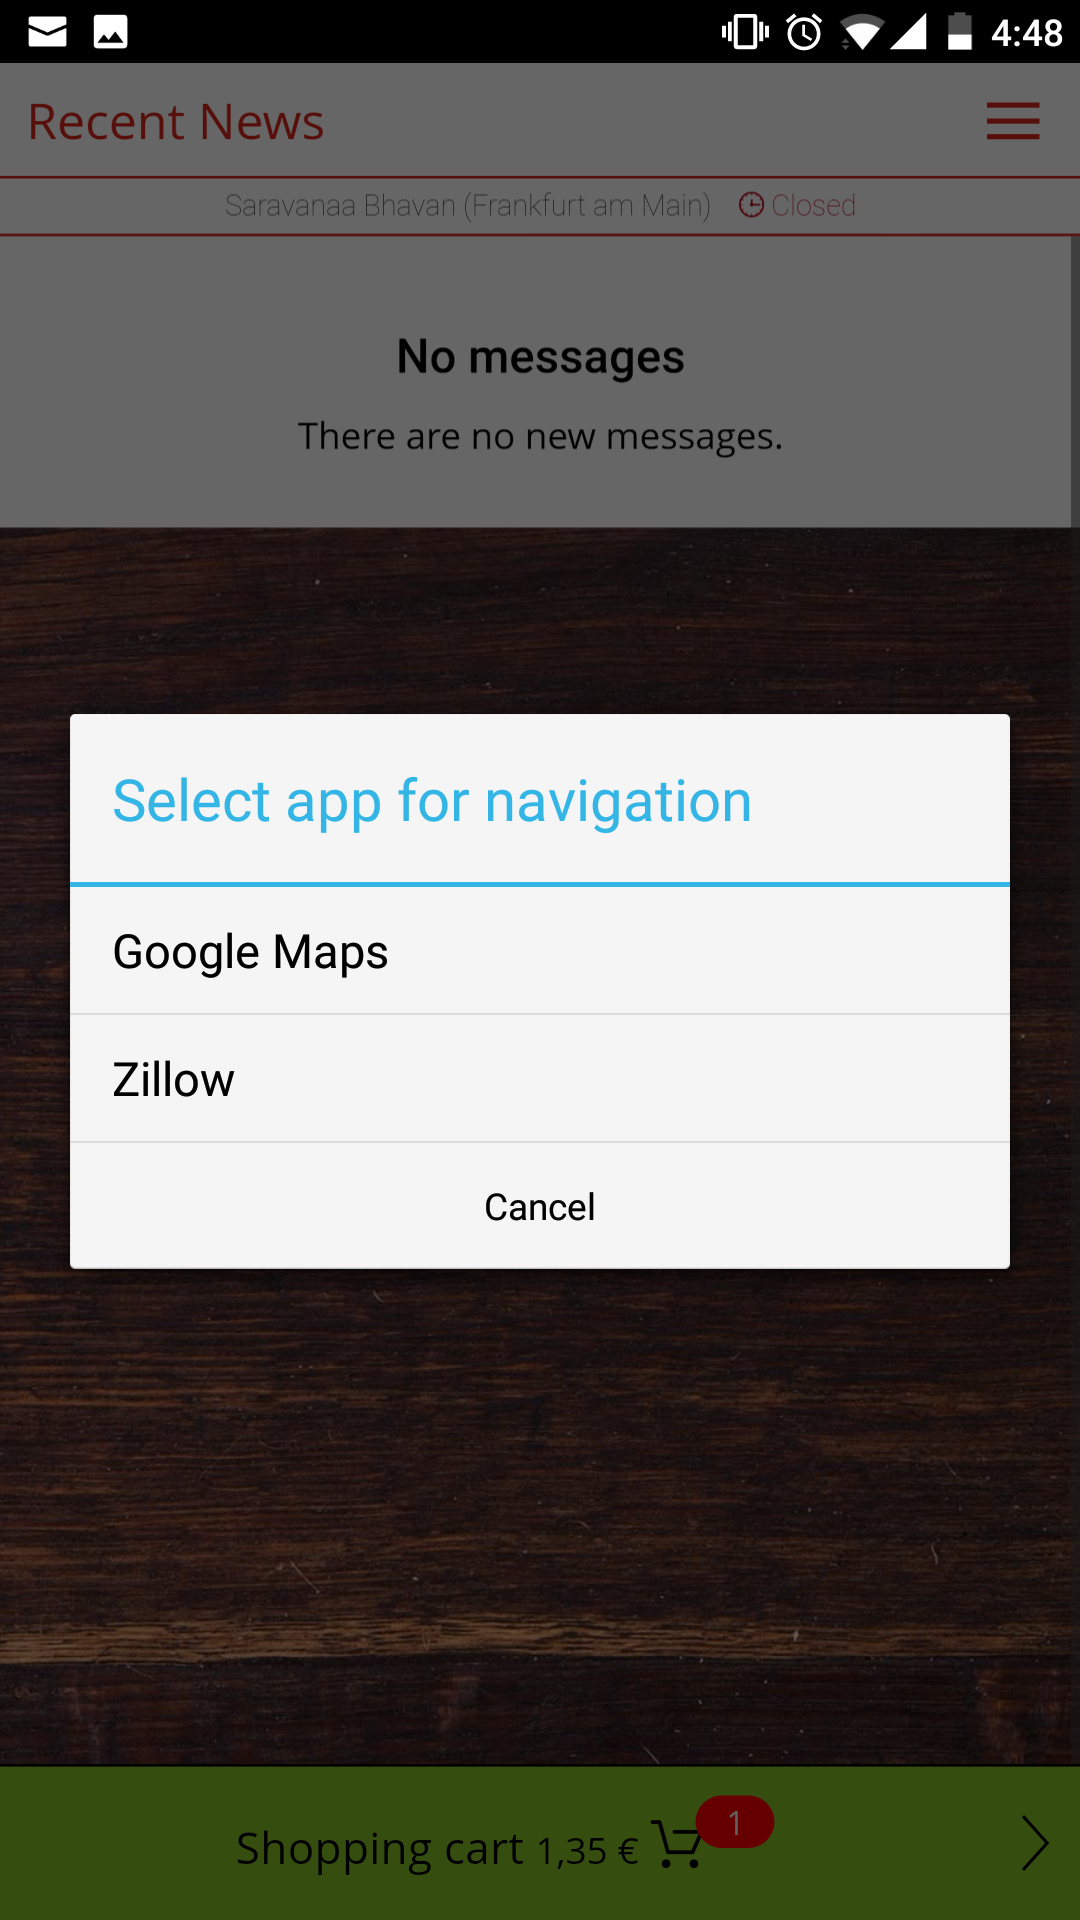 4:48
Recent News
Saravanaa Bhavan (Frankfurt am Main) Closed
No messages
There are no new messages.
Select app for navigation
Google Maps
Zillow
Cancel
Shopping cart 1,35 € 1